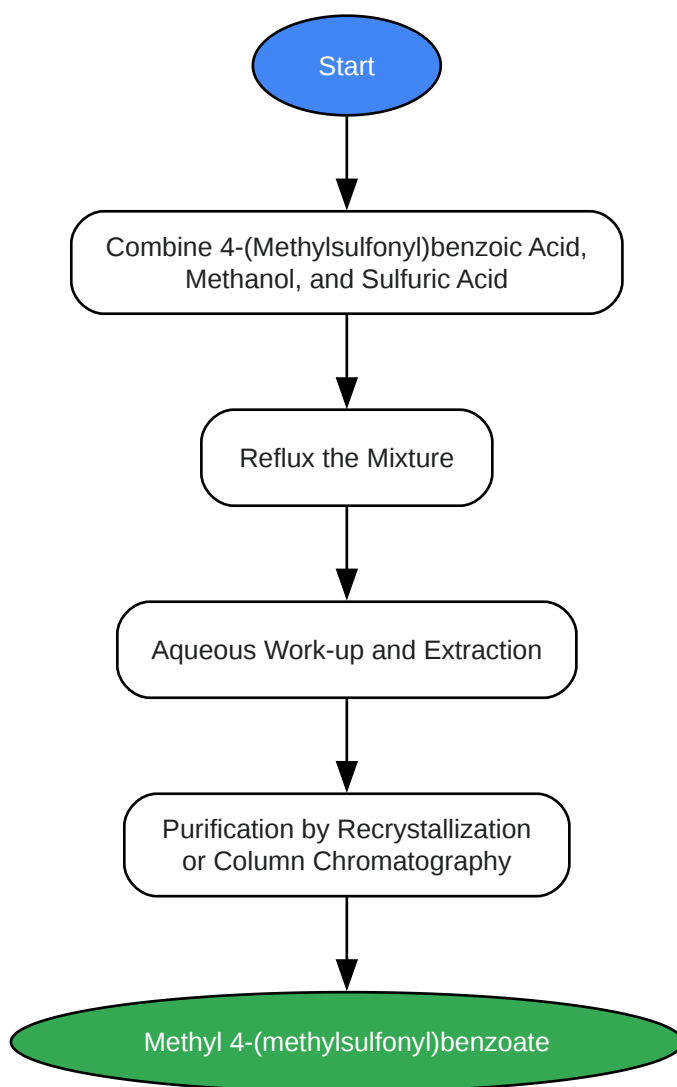 Start
Combine 4-(Methylsulfonyl)benzoic Acid,
Methanol, and Sulfuric Acid
Reflux the Mixture
Aqueous Work-up and Extraction
Purification by Recrystallization
or Column Chromatography
Methyl 4-(methylsulfonyl)benzoate